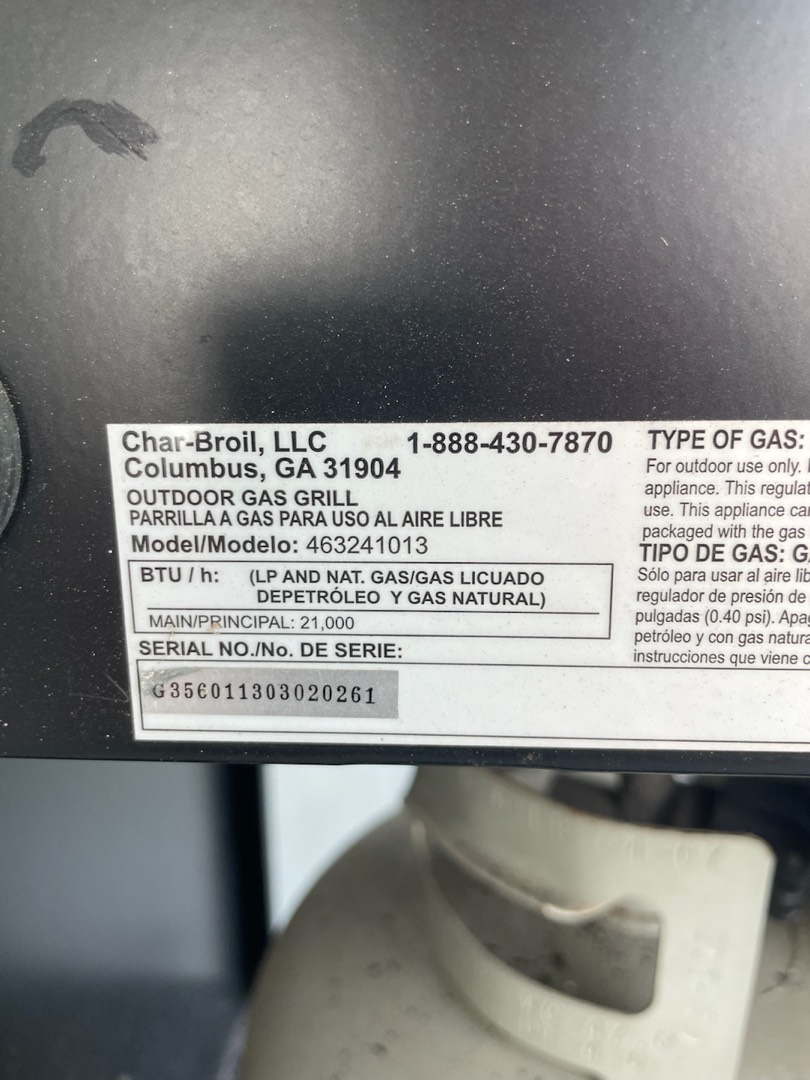 Char-Broil, LLC 1-888-430-7870
Columbus, GA 31904
OUTDOOR GAS GRILL
PARRILLA A GAS PARA USO AL AIRE LIBRE
Model/Modelo: 463241013
BTU / h: (LP AND NAT. GAS/GAS LICUADO
DEPETRÓLEO Y GAS NATURAL)
MAIN/PRINCIPAL: 21,000
SERIAL NO./No. DE SERIE:
G356011303020261
TYPE OF GAS:
For outdoor use only.
appliance. This
use. This appliance
packaged with the gas
TIPO DE GAS:
Sólo para usar al aire
regulador de presión de
pulgadas (0.40 psi).
petróleo y con gas
instrucciones que viene